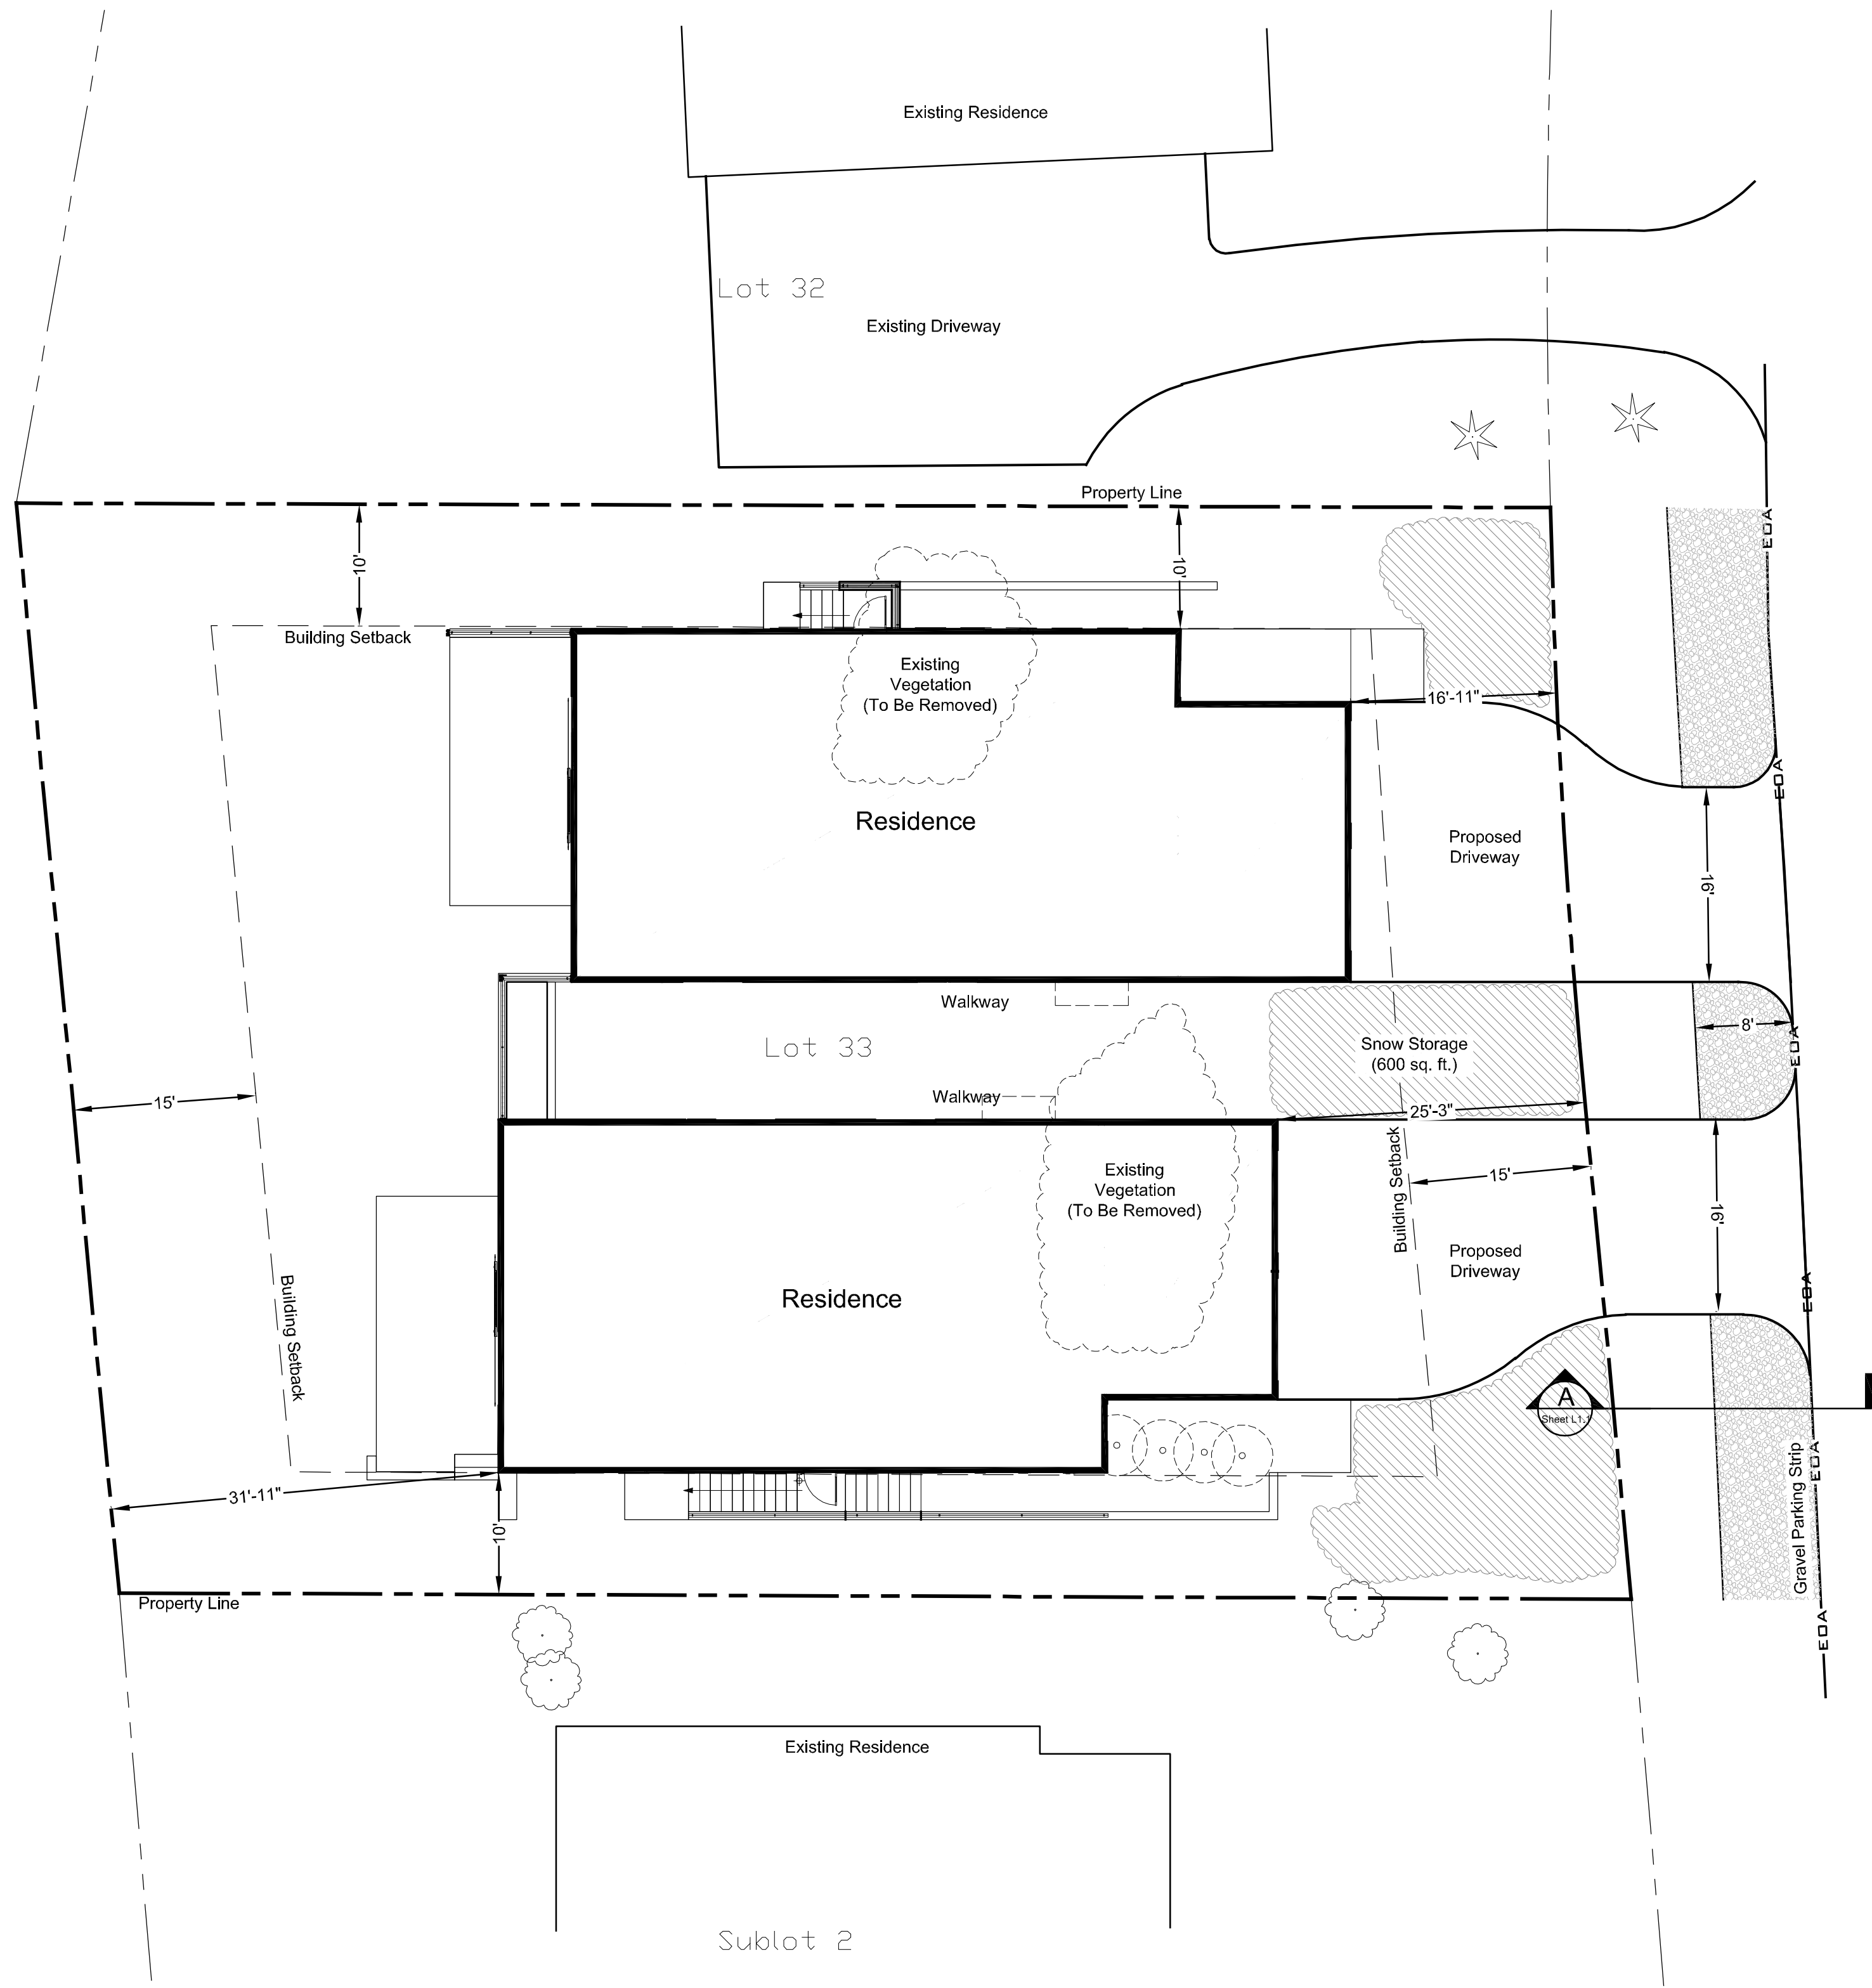 Existing Residence
Lot 32
Existing Driveway
Property Line
EOA
10'
10'
Building Setback
Existing
Vegetation
(To Be Removed)
16'-11"
EOA
Residence
Proposed
Driveway
16'
Walkway
8'
Lot 33
Snow Storage
(600 sq. ft.)
EOA
Walkway
15'
25'-3"
Building Setback
Existing
Vegetation
(To Be Removed)
15'
16'
Proposed
Driveway
Residence
EOA
Building Setback
A
Sheet L1.1
EOA
31'-11"
10'
Gravel Parking Strip
Property Line
EOA
Existing Residence
Sublot 2